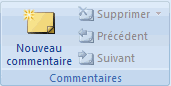 Nouveau
commentaire
Supprimer
Précédent
Suivant
Commentaires